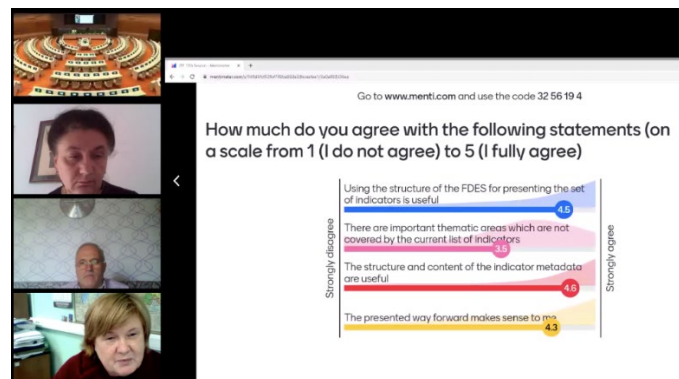 Go to www.menti.com and use the code 32 56 19 4
How much do you agree with the following statements (on
a scale from 1 (I do not agree) to 5 (I fully agree)
Strongly disagree
Using the structure of the FDES for presenting the set
of indicators is useful
4.5
There are important thematic areas which are not
covered by the current list of indicators
3.5
The structure and content of the indicator metadata
are useful
4.6
The presented way forward makes sense to me
4.3
Strongly agree